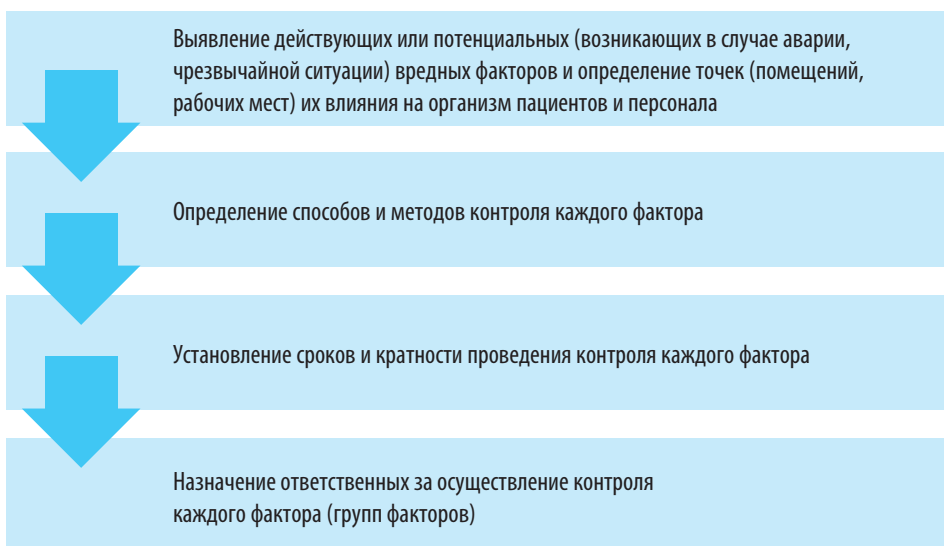 Выявление действующих или потенциальных (возникающих в случае аварии,
чрезвычайной ситуации) вредных факторов и определение точек (помещений,
рабочих мест) их влияния на организм пациентов и персонала
Определение способов и методов контроля каждого фактора
Установление сроков и кратности проведения контроля каждого фактора
Назначение ответственных за осуществление контроля
каждого фактора (групп факторов)